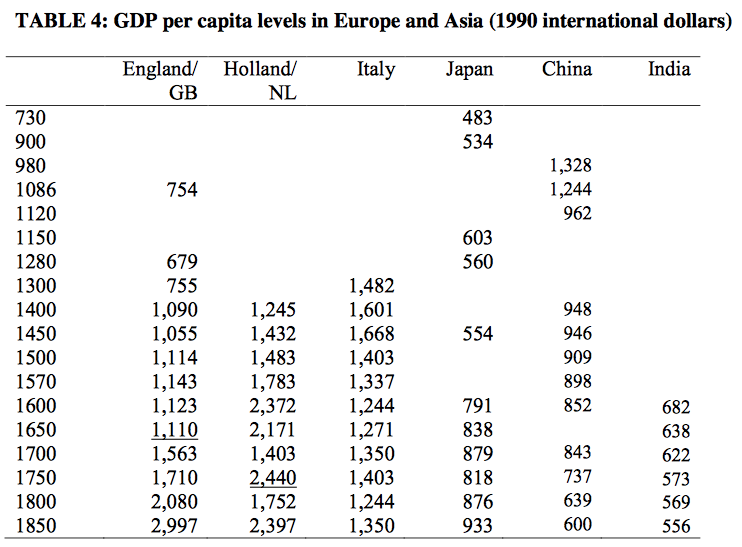 TABLE 4: GDP per capita levels in Europe and Asia (1990 international dollars)
England/ Holland/ Italy Japan China India
GB NL
730 483
900 534
980 1,328
1086 754 1,244
1120 962
1150 603
1280 679 560
1300 755 1,482
1400 1,090 1,245 1,601 948
1450 1,055 1,432 1,668 554 946
1500 1,114 1,483 1,403 909
1570 1,143 1,783 1,337 898
1600 1,123 2,372 1,244 791 852 682
1650 1,110 2,171 1,271 838 638
1700 1,563 1,403 1,350 879 843 622
1750 1,710 2,440 1,403 818 737 573
1800 2,080 1,752 1,244 876 639 569
1850 2,997 2,397 1,350 933 600 556